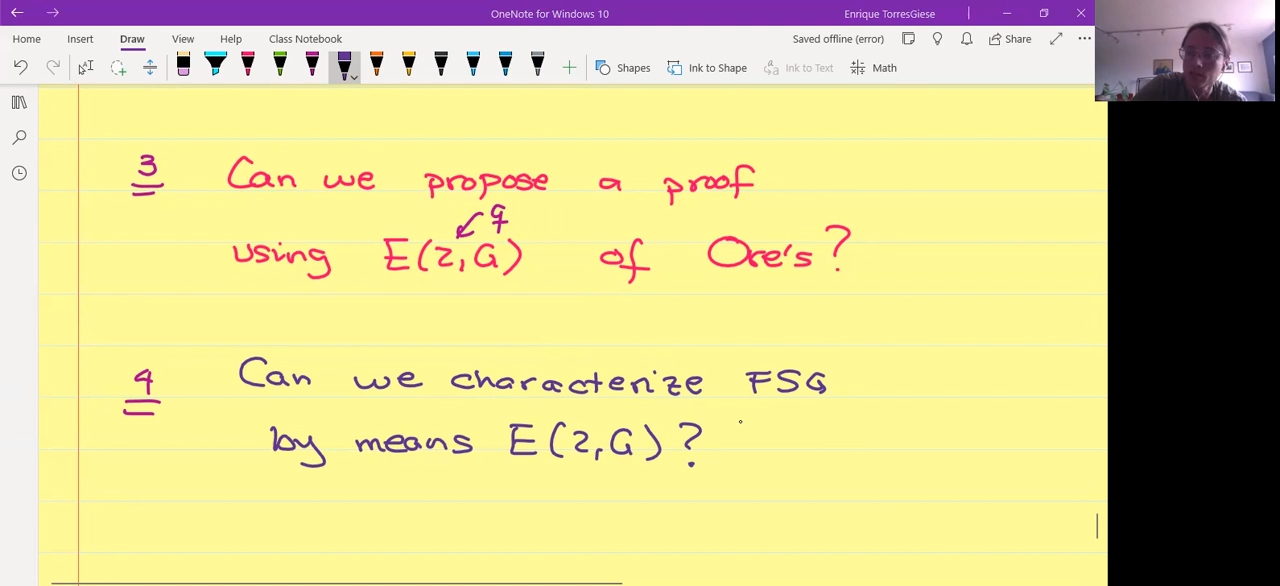 OneNote for Windows 10
Enrique TorresGiese
Home Insert Draw View Help Class Notebook
Saved offline (error)
Share
Shapes
Ink to Shape
Ink to Text
Math
3 Can we propose a proof
q
using E(2, G) of Ore's?
4 Can we characterize FSG
by means E(2, G)?